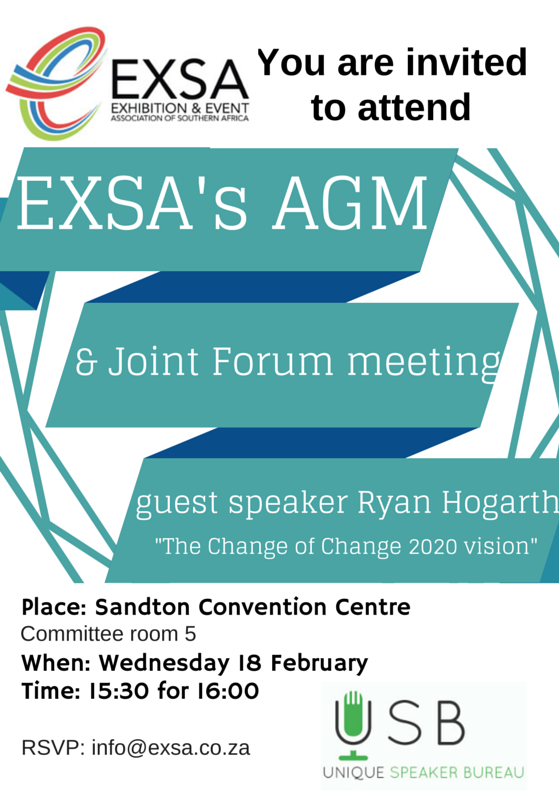 EXSA
EXHIBITION & EVENT
ASSOCIATION OF SOUTHERN AFRICA
You are invited
to attend
EXSA's AGM
& Joint Forum meeting
guest speaker Ryan Hogarth
"The Change of Change 2020 vision"
Place: Sandton Convention Centre
Committee room 5
When: Wednesday 18 February
Time: 15:30 for 16:00
RSVP: info@exsa.co.za
USB
UNIQUE SPEAKER BUREAU